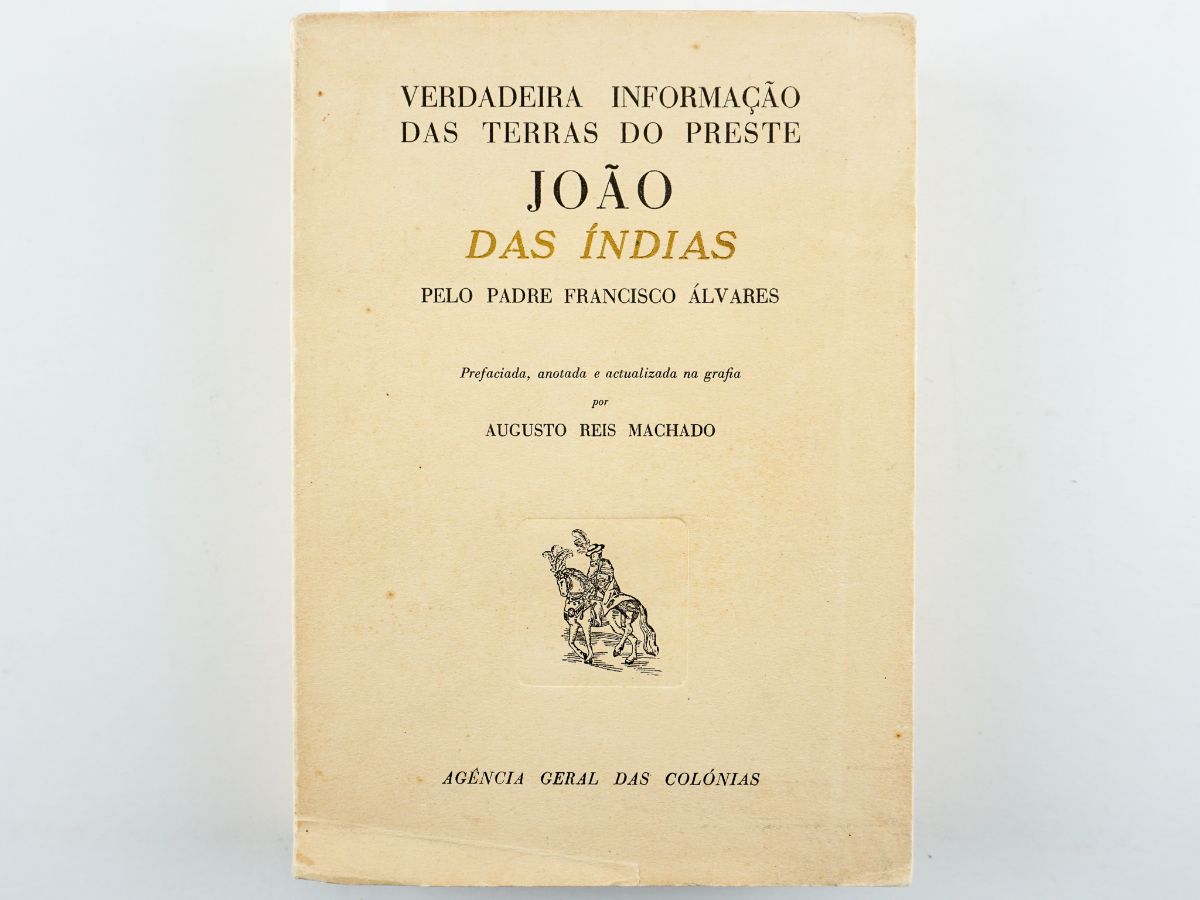 VERDADEIRA INFORMAÇÃO
DAS TERRAS DO PRESTE
JOÃO
DAS ÍNDIAS
PELO PADRE FRANCISCO ÁLVARES
Prefaciada, anotada e actualizada na grafia
por
AUGUSTO REIS MACHADO
AGÊNCIA GERAL DAS COLÓNIAS